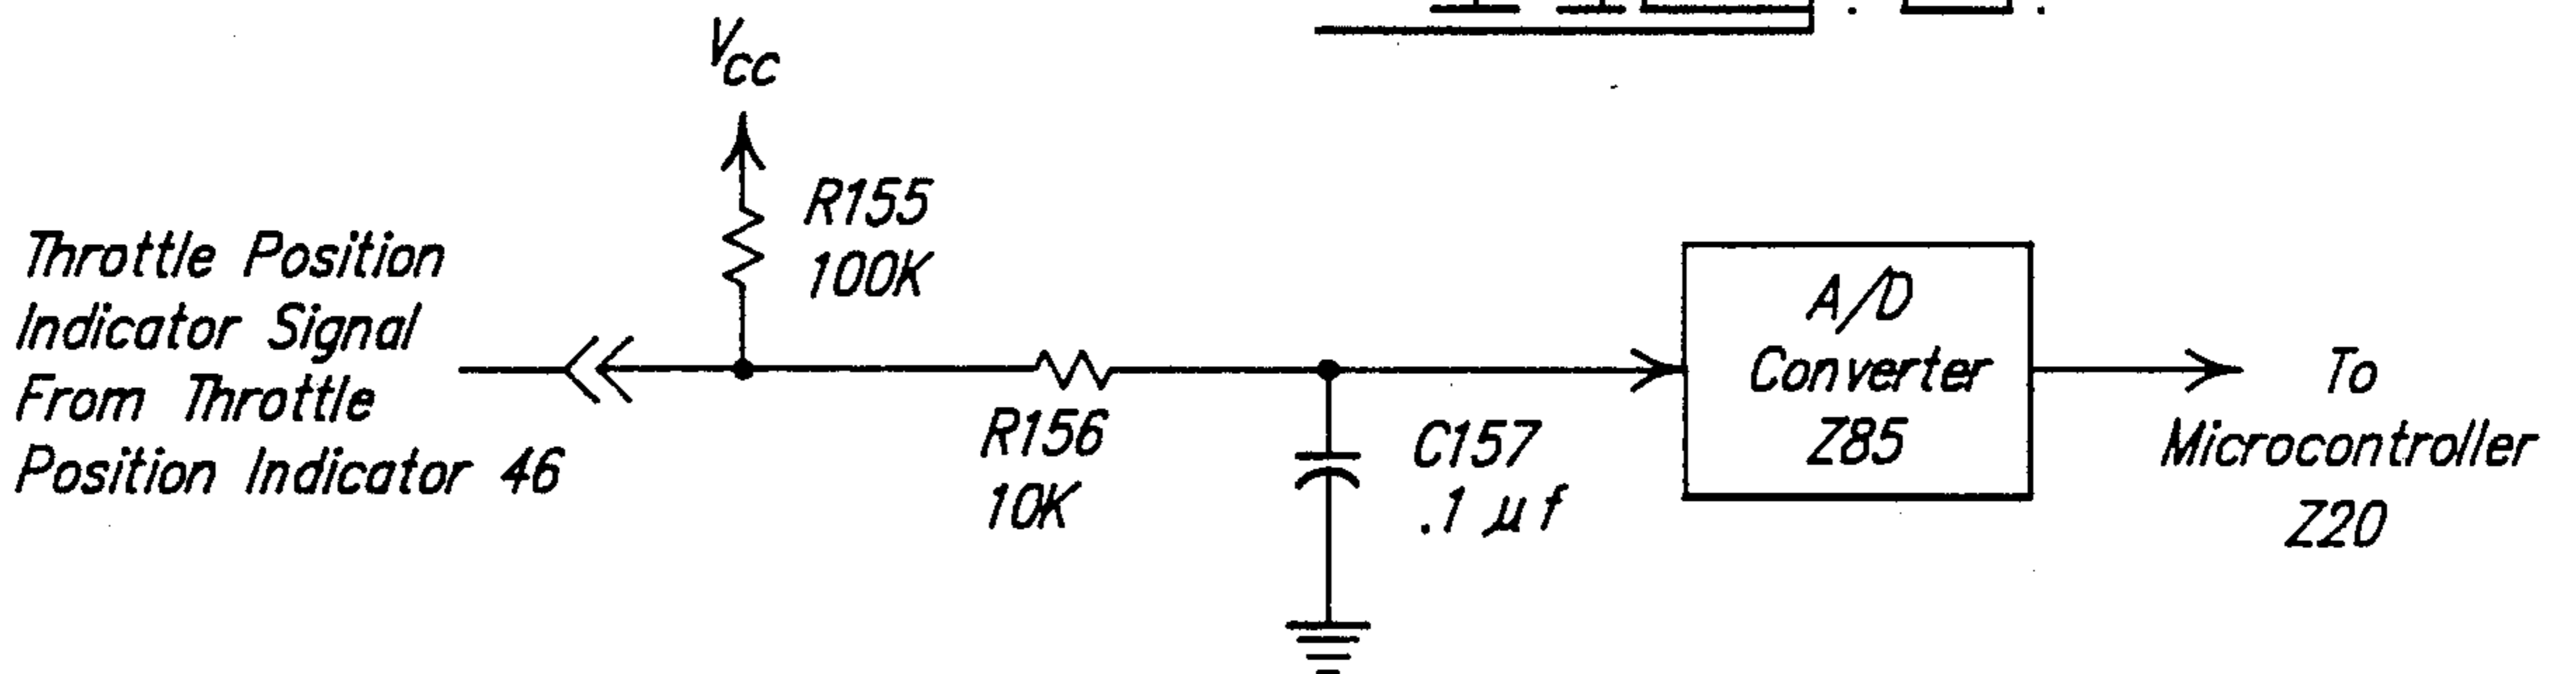 V_CC
R155
100K
Throttle Position
Indicator Signal
From Throttle
Position Indicator 46
R156
10K
C157
.1 µf
A/D
Converter
Z85
To
Microcontroller
Z20